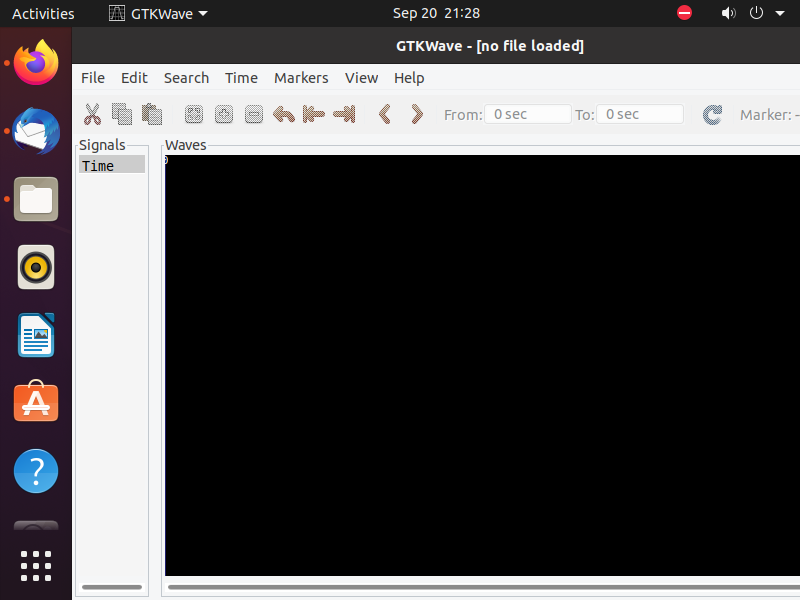 Activities GTKWave Sep 20 21:28
GTKWave - [no file loaded]
File Edit Search Time Markers View Help
From: 0 sec To: 0 sec Marker: -
Signals Waves
Time
0